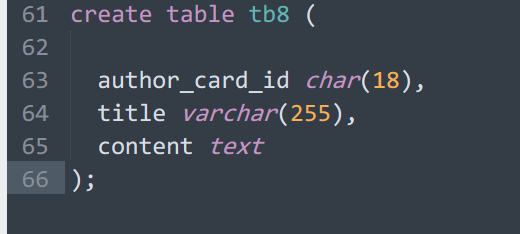 61 create table tb8 (
62
63 author_card_id char(18),
64 title varchar(255),
65 content text
66 );